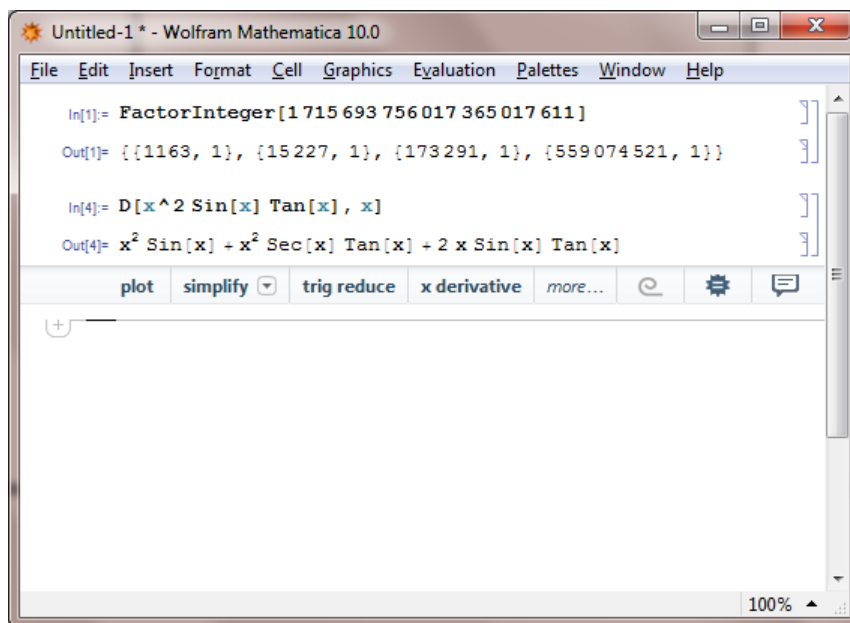 Untitled-1 * - Wolfram Mathematica 10.0
File Edit Insert Format Cell Graphics Evaluation Palettes Window Help
In[1]:= FactorInteger[1 715 693 756 017 365 017 611]
Out[1]= {{1163, 1}, {15 227, 1}, {173 291, 1}, {559 074 521, 1}}
In[4]:= D[x^2 Sin[x] Tan[x], x]
Out[4]= x² Sin[x] + x² Sec[x] Tan[x] + 2 x Sin[x] Tan[x]
plot simplify trig reduce x derivative more...
100%